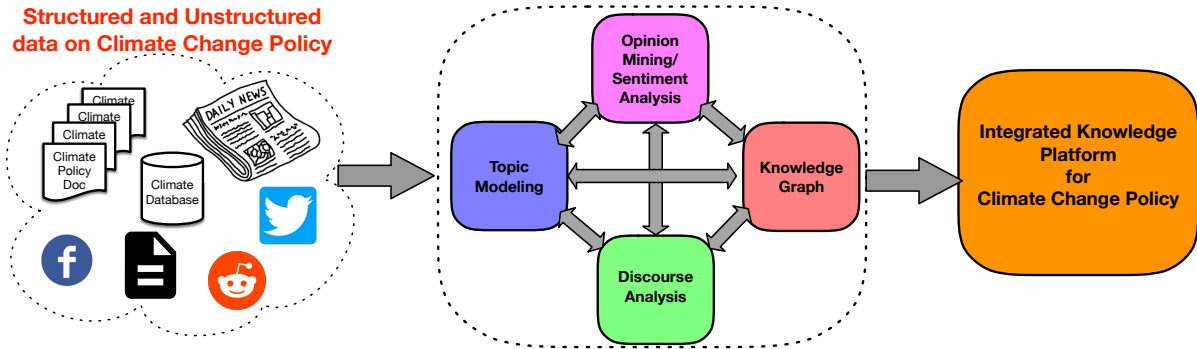 Structured and Unstructured
data on Climate Change Policy
Climate
Climate
Climate
Climate
Policy
Doc
DAILY NEWS
Climate
Database
Opinion
Mining/
Sentiment
Analysis
Topic
Modeling
Knowledge
Graph
Discourse
Analysis
Integrated Knowledge
Platform
for
Climate Change Policy